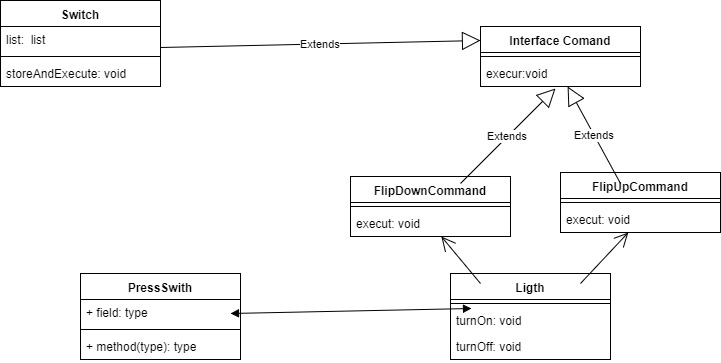 Switch
list:  list
storeAndExecute: void
Extends
Interface Comand
execur:void
Extends
Extends
FlipDownCommand
execut: void
FlipUpCommand
execut: void
PressSwith
+ field: type
+ method(type): type
Ligth
turnOn: void
turnOff: void